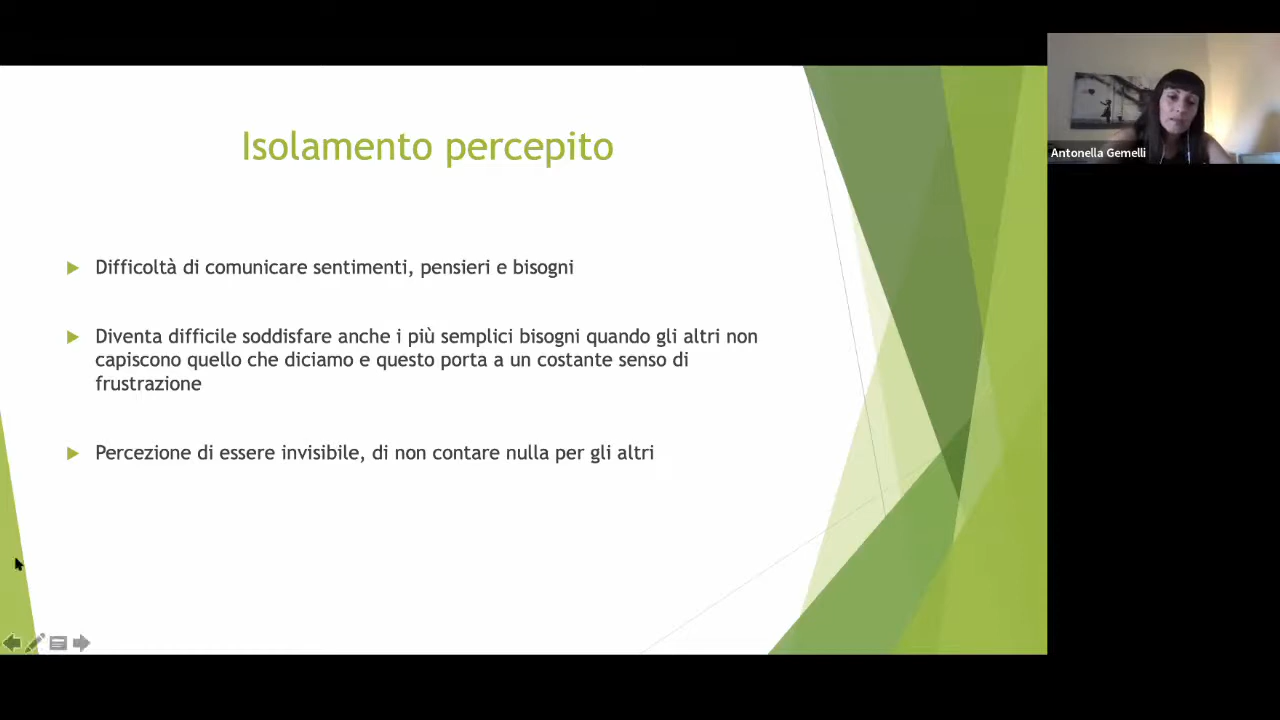 Isolamento percepito
Difficoltà di comunicare sentimenti, pensieri e bisogni
Diventa difficile soddisfare anche i più semplici bisogni quando gli altri non
capiscono quello che diciamo e questo porta a un costante senso di
frustrazione
Percezione di essere invisibile, di non contare nulla per gli altri
Antonella Gemelli